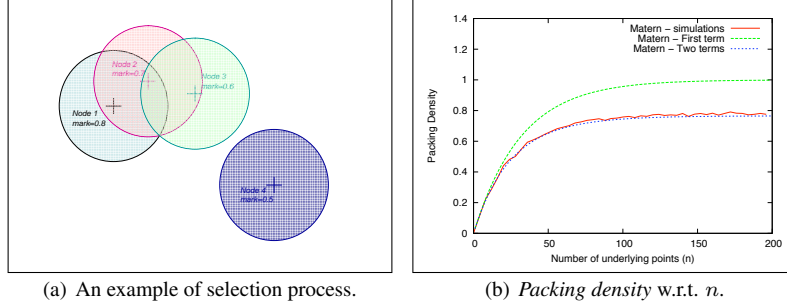 Node 2
mark=0.7
Node 3
mark=0.6
Node 1
mark=0.8
Node 4
mark=0.5
(a) An example of selection process.
1.4
1.2
1
0.8
0.6
0.4
0.2
0
Packing Density
Matern − simulations
Matern − First term
Matern − Two terms
0 50 100 150 200
Number of underlying points (n)
(b) Packing density w.r.t. n.